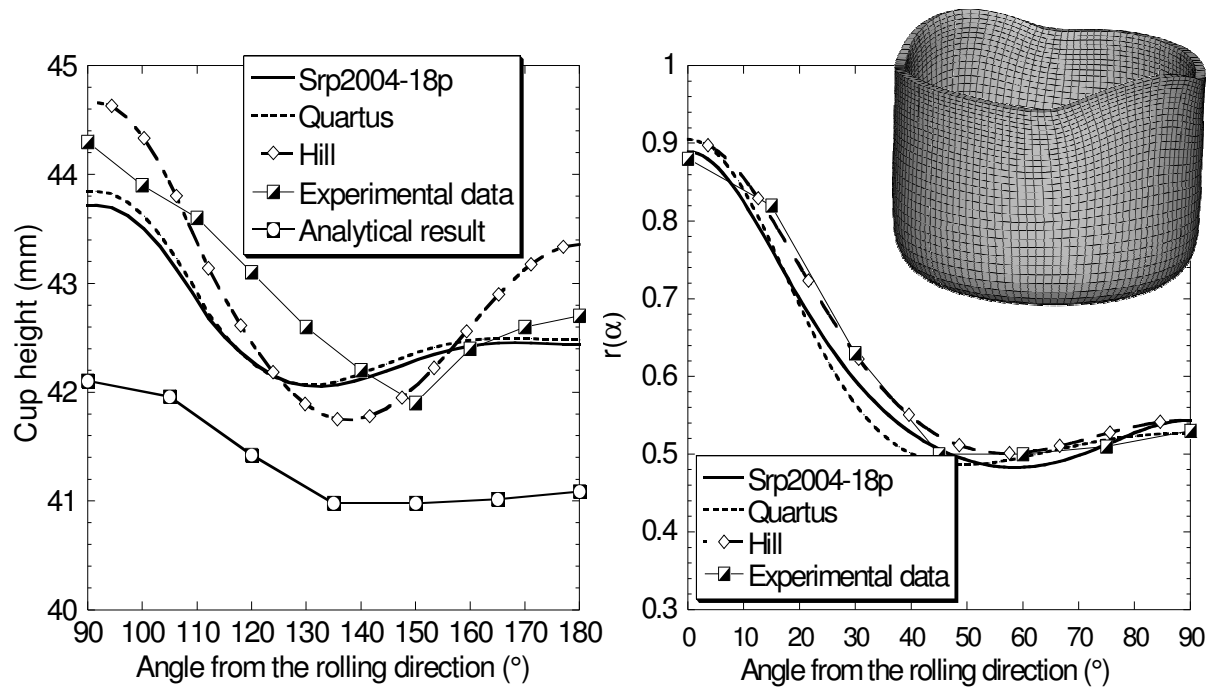 45
44
43
42
41
40
Cup height (mm)
Srp2004-18p
Quartus
Hill
Experimental data
Analytical result
90 100 110 120 130 140 150 160 170 180
Angle from the rolling direction (°)
1
0.9
0.8
0.7
0.6
0.5
0.4
0.3
r(α)
Srp2004-18p
Quartus
Hill
Experimental data
0 10 20 30 40 50 60 70 80 90
Angle from the rolling direction (°)